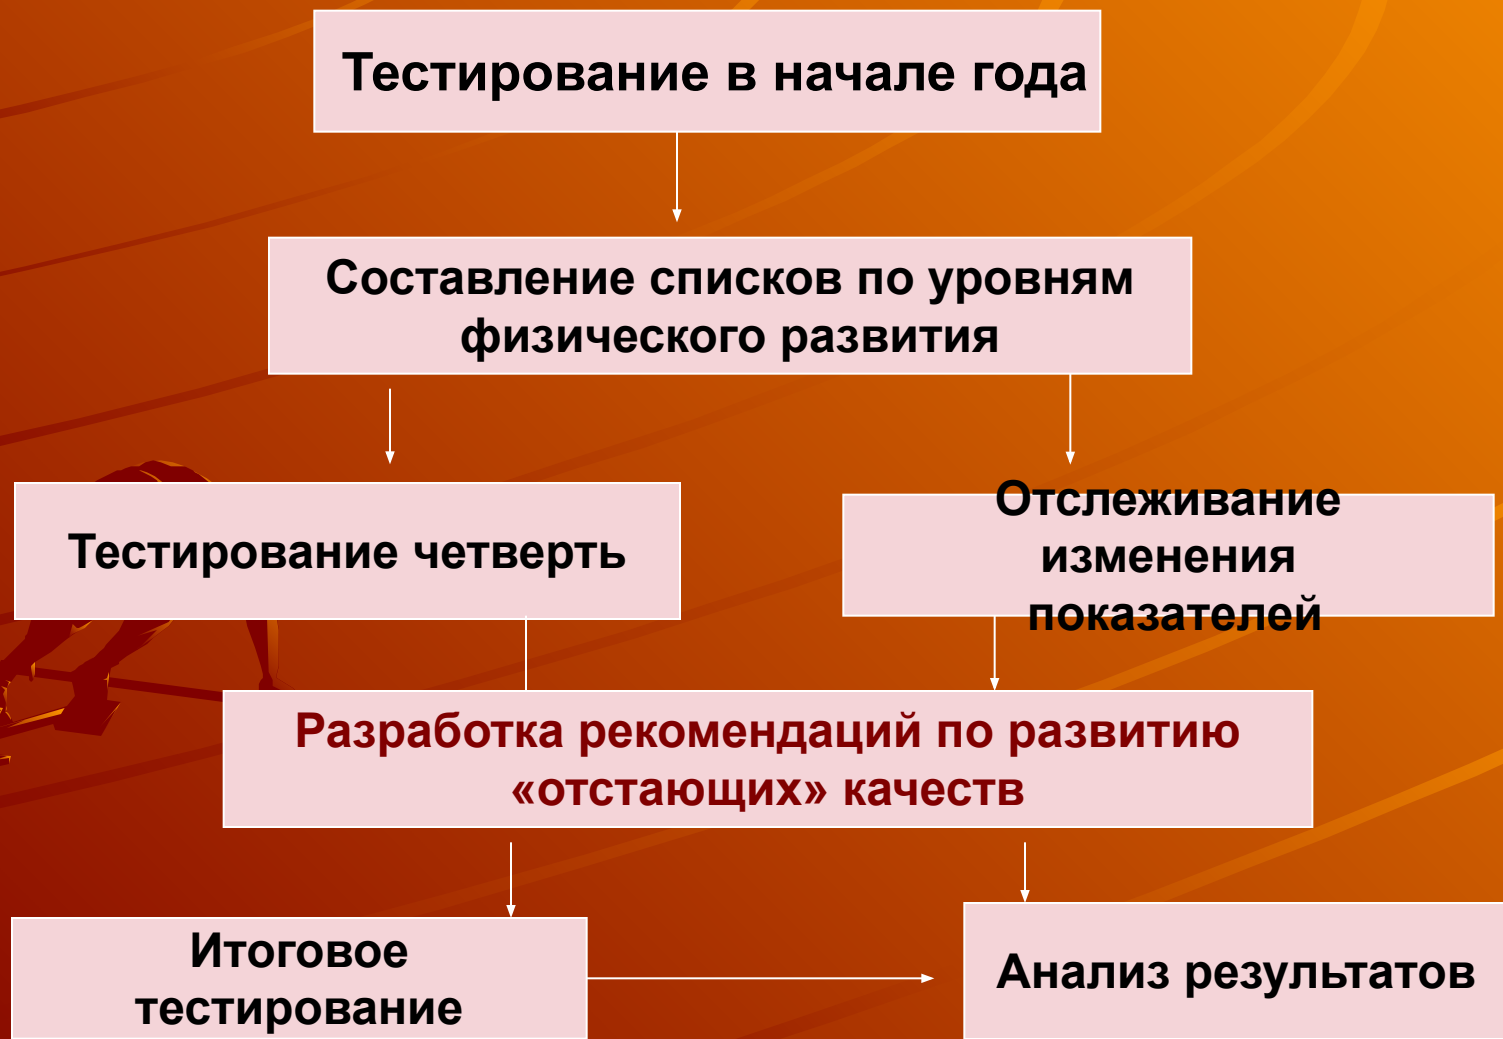 Тестирование в начале года
Составление списков по уровням
физического развития
Тестирование четверть
Отслеживание
изменения
показателей
Разработка рекомендаций по развитию
«отстающих» качеств
Итоговое
тестирование
Анализ результатов